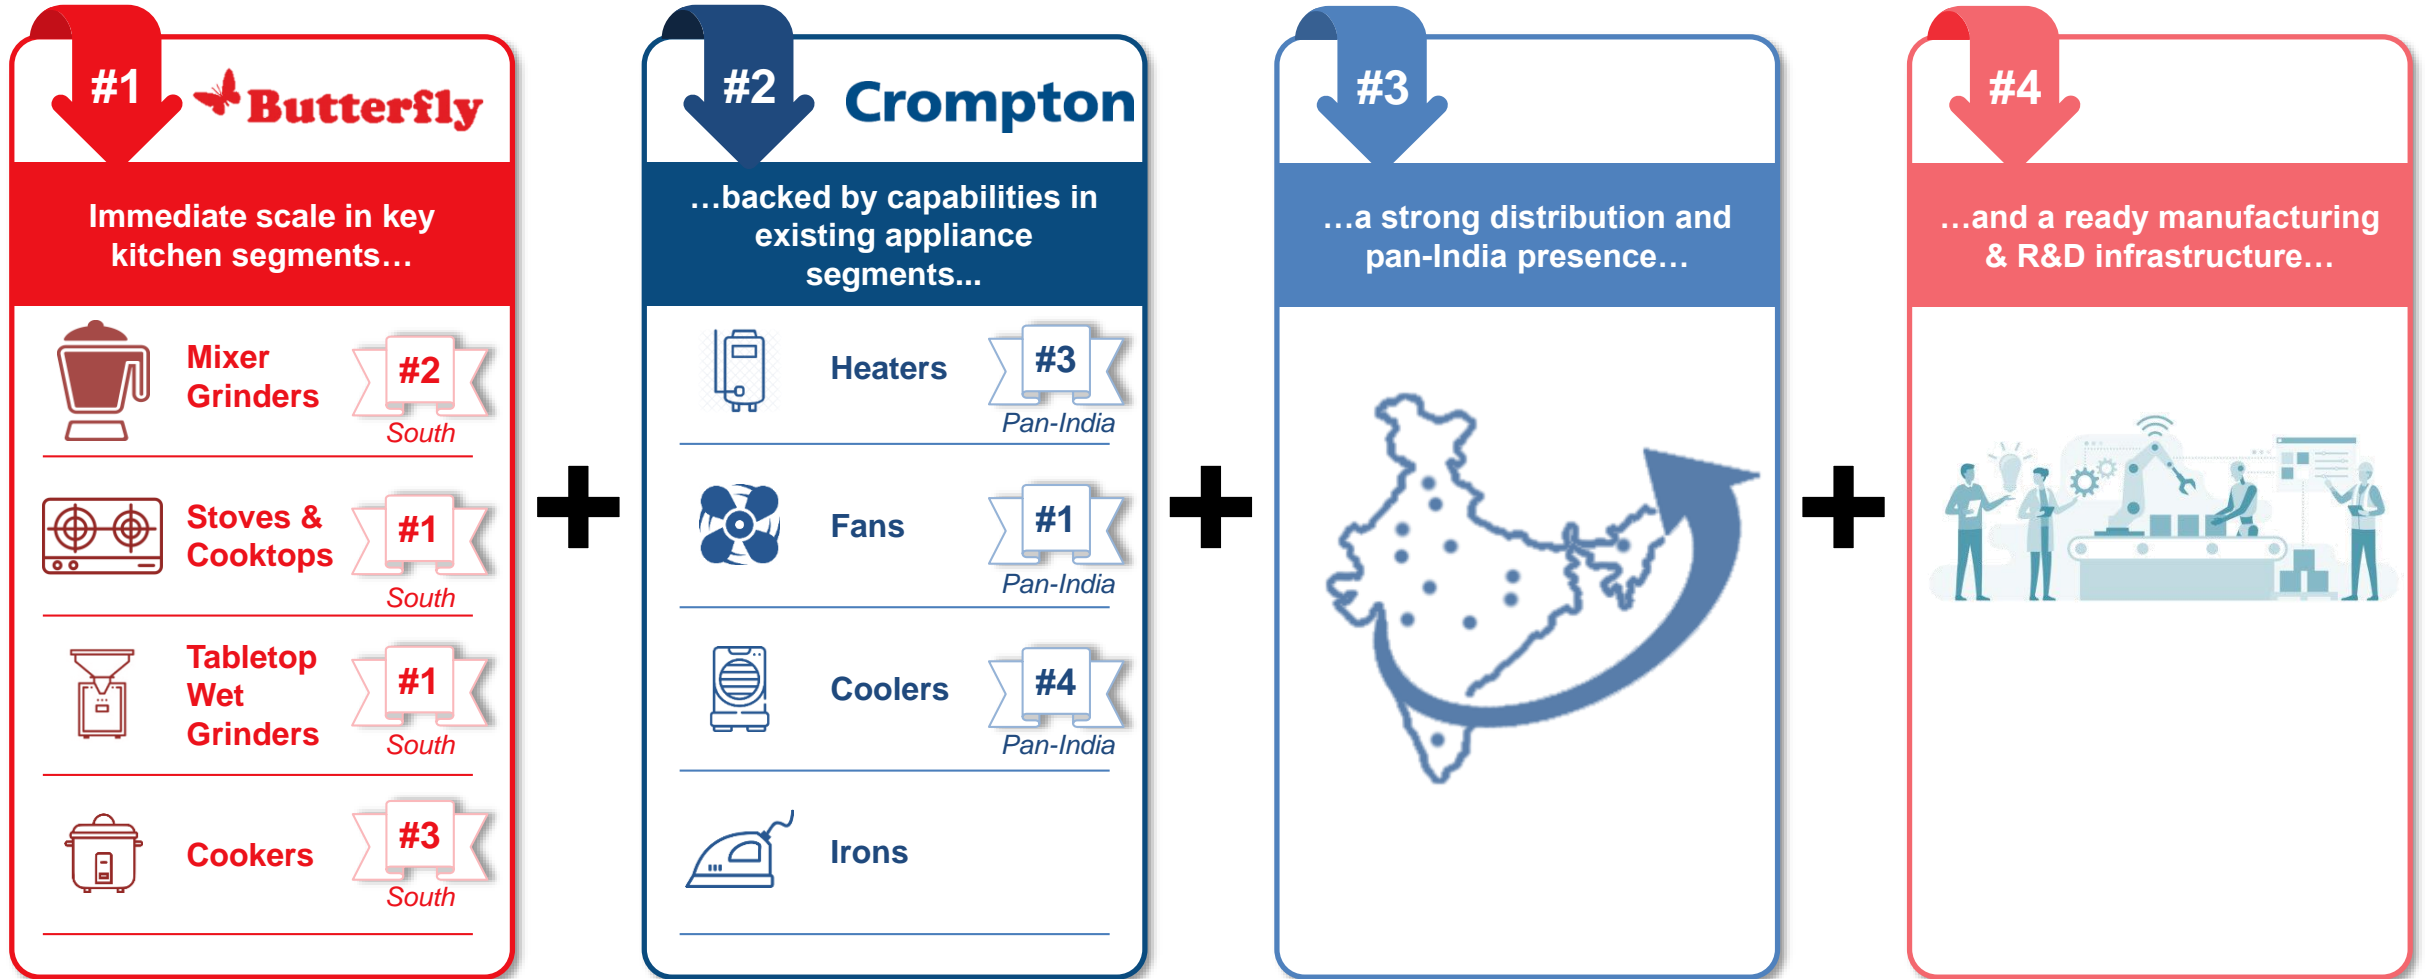 #1
Butterfly
Immediate scale in key
kitchen segments…
Mixer
Grinders
#2
South
Stoves &
Cooktops
#1
South
Tabletop
Wet
Grinders
#1
South
Cookers
#3
South
#2
Crompton
…backed by capabilities in
existing appliance
segments...
Heaters
#3
Pan-India
Fans
#1
Pan-India
Coolers
#4
Pan-India
Irons
#3
…a strong distribution and
pan-India presence…
#4
…and a ready manufacturing
& R&D infrastructure…